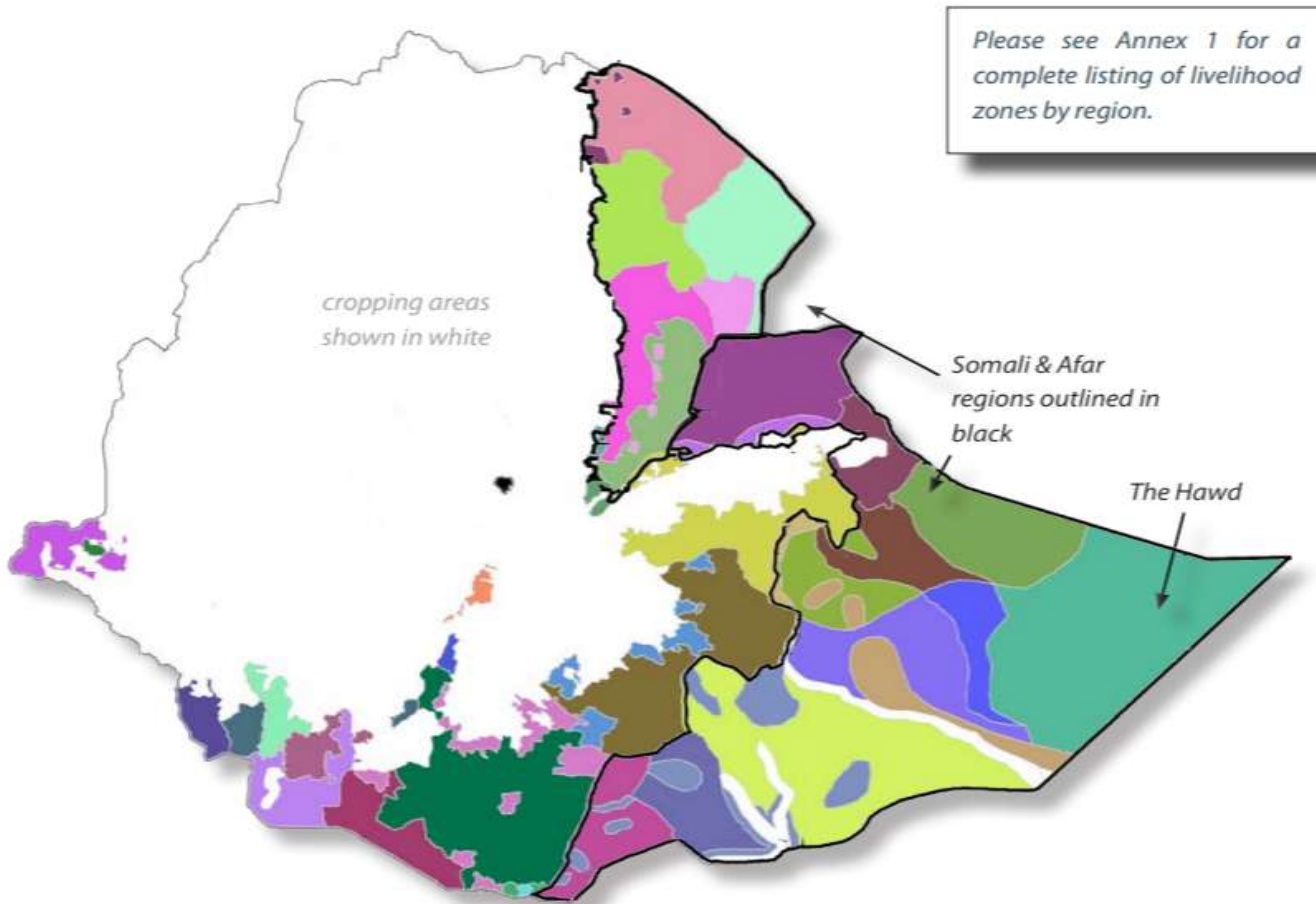 Please see Annex 1 for a
complete listing of livelihood
zones by region.
cropping areas
shown in white
Somali & Afar
regions outlined in
black
The Hawd